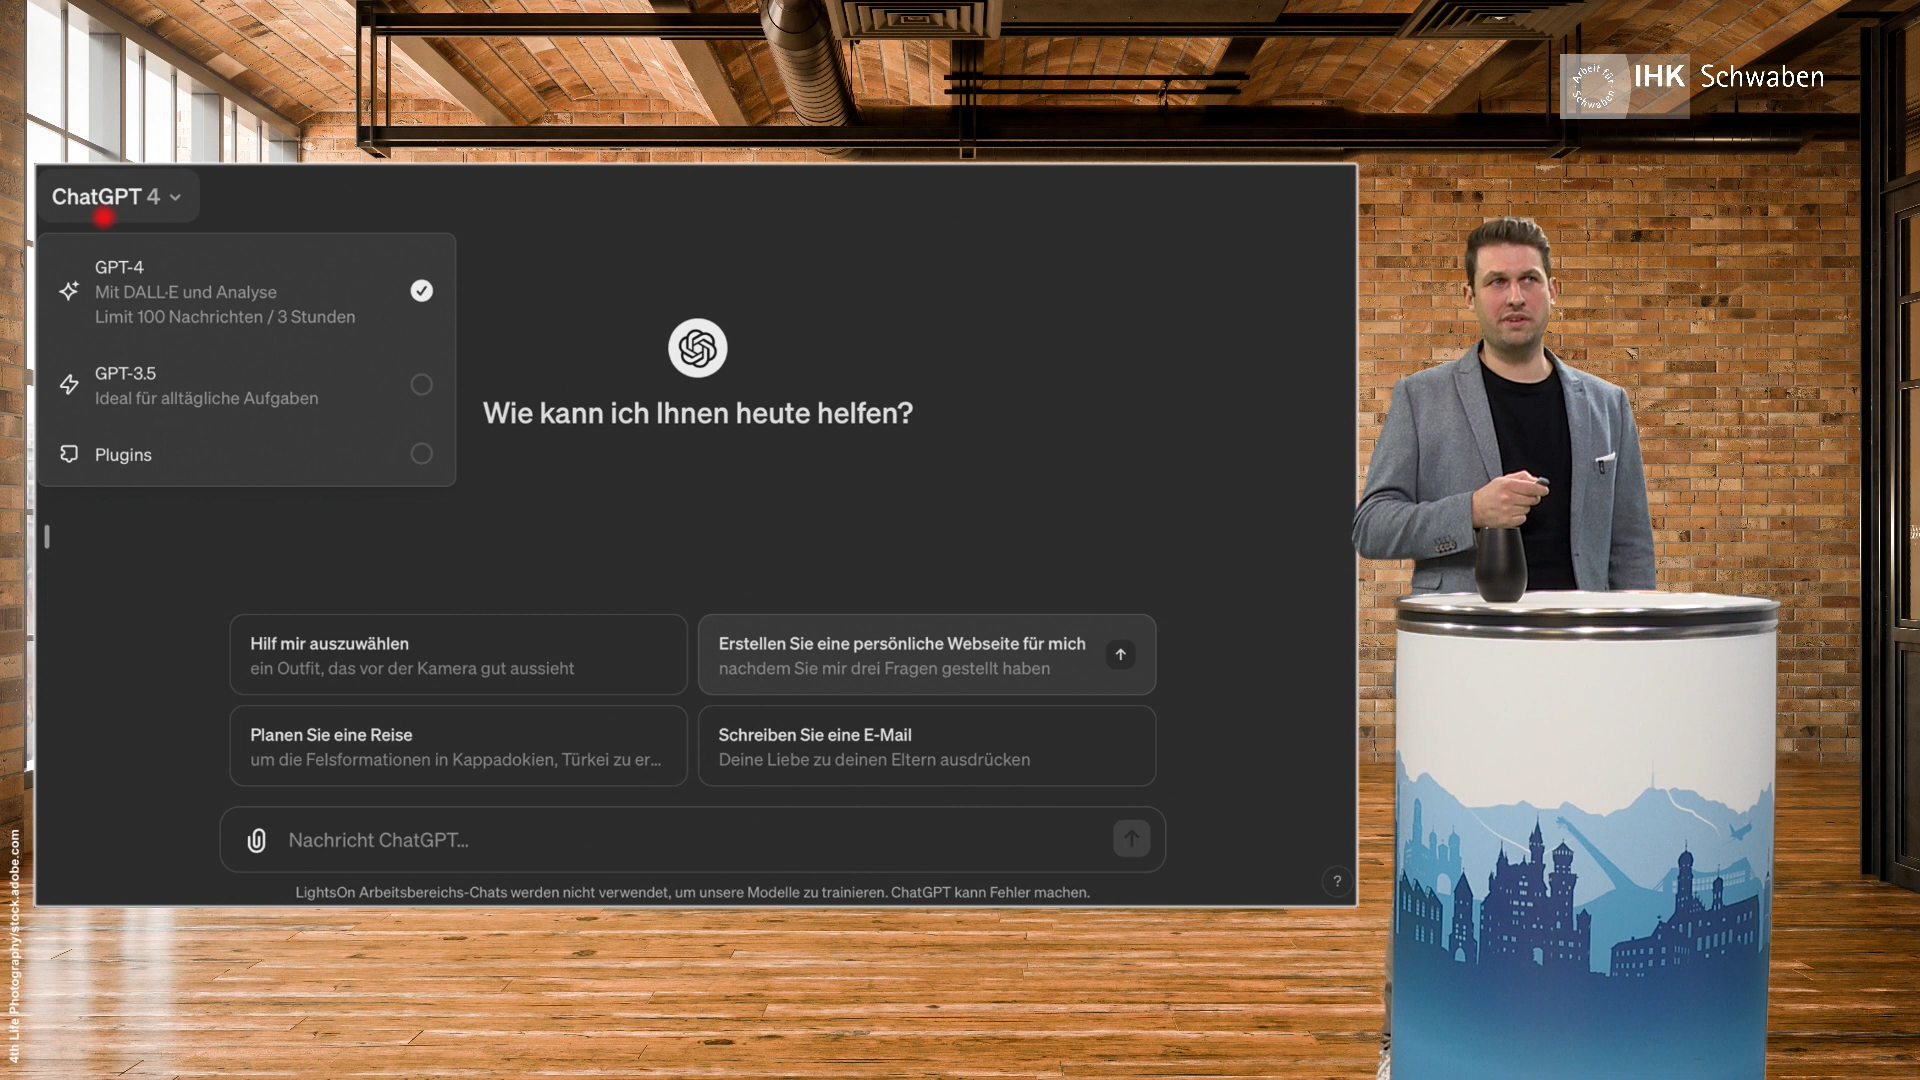 Arbeit für Schwaben
IHK Schwaben
ChatGPT 4
GPT-4
Mit DALL·E und Analyse
Limit 100 Nachrichten / 3 Stunden
GPT-3.5
Ideal für alltägliche Aufgaben
Plugins
Wie kann ich Ihnen heute helfen?
Hilf mir auszuwählen
ein Outfit, das vor der Kamera gut aussieht
Erstellen Sie eine persönliche Webseite für mich
nachdem Sie mir drei Fragen gestellt haben
Planen Sie eine Reise
um die Felsformationen in Kappadokien, Türkei zu er...
Schreiben Sie eine E-Mail
Deine Liebe zu deinen Eltern ausdrücken
Nachricht ChatGPT...
LightsOn Arbeitsbereichs-Chats werden nicht verwendet, um unsere Modelle zu trainieren. ChatGPT kann Fehler machen.
?
4th Life Photography/stock.adobe.com